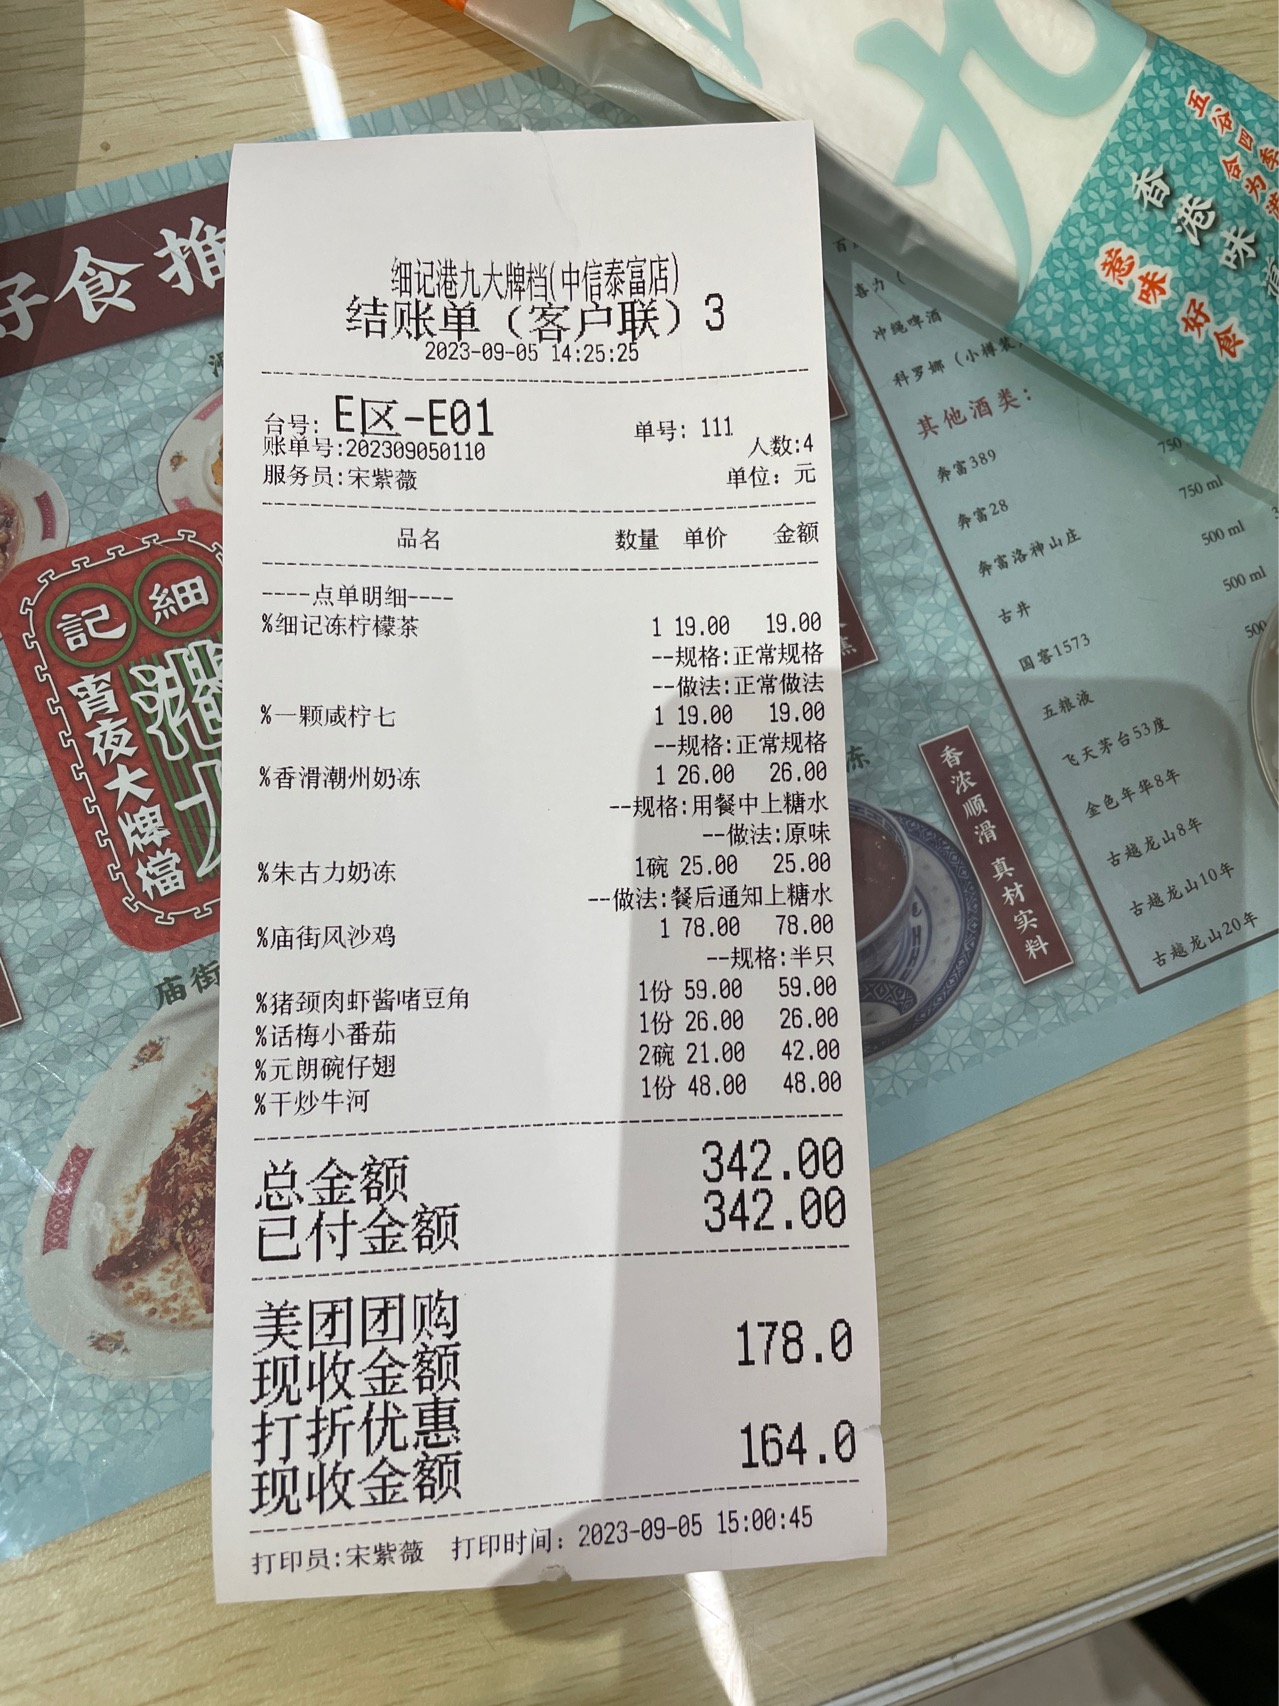 细记港九大牌档(中信泰富店)
结账单（客户联）3
2023-09-05 14:25:25
台号: E区-E01 单号: 111
账单号:202309050110 人数:4
服务员:宋紫薇 单位: 元
品名 数量 单价 金额
----点单明细----
%细记冻柠檬茶 1 19.00 19.00
--规格:正常规格
--做法:正常做法
%一颗咸柠七 1 19.00 19.00
--规格:正常规格
%香滑潮州奶冻 1 26.00 26.00
--规格:用餐中上糖水
--做法:原味
%朱古力奶冻 1碗 25.00 25.00
--做法:餐后通知上糖水
%庙街风沙鸡 1 78.00 78.00
--规格:半只
%猪颈肉虾酱啫豆角 1份 59.00 59.00
%话梅小番茄 1份 26.00 26.00
%元朗碗仔翅 2碗 21.00 42.00
%干炒牛河 1份 48.00 48.00
总金额 342.00
已付金额 342.00
美团团购
现收金额 178.0
打折优惠
现收金额 164.0
打印员:宋紫薇 打印时间: 2023-09-05 15:00:45
好食推
細記
港九
宵夜大牌檔
庙街
九
五谷
四季
合为
香港味
惹味好食
喜力（
冲绳啤酒
科罗娜（小樽装
其他酒类:
奔富389 750
奔富28 750 ml
奔富洛神山庄 500 ml
古井 500 ml
国窖1573 500
五粮液
飞天茅台53度
金色年华8年
古越龙山8年
古越龙山10年
古越龙山20年
香浓顺滑 真材实料
冻